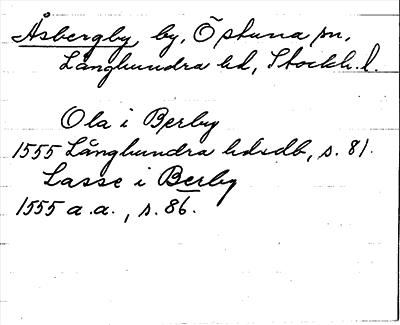 Åsbergby, by, Östuna sn,
Långhundra hd, Stockh. l.
Ola i Berby
1555 Långhundra hdsdb, s. 81.
Lasse i Berby
1555 a.a., s. 86.